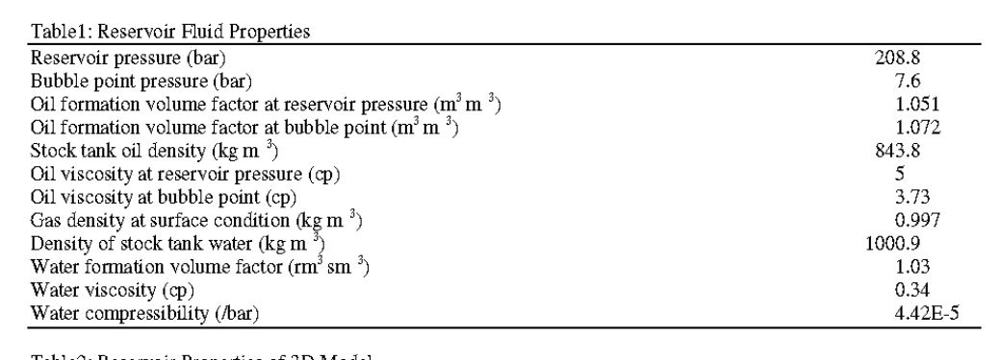 Table1: Reservoir Fluid Properties
Reservoir pressure (bar) 208.8
Bubble point pressure (bar) 7.6
Oil formation volume factor at reservoir pressure (m³ m ³) 1.051
Oil formation volume factor at bubble point (m³ m ³) 1.072
Stock tank oil density (kg m ³) 843.8
Oil viscosity at reservoir pressure (cp) 5
Oil viscosity at bubble point (cp) 3.73
Gas density at surface condition (kg m ³) 0.997
Density of stock tank water (kg m ³) 1000.9
Water formation volume factor (rm³ sm ³) 1.03
Water viscosity (cp) 0.34
Water compressibility (/bar) 4.42E-5
Table2: Reservoir Properties of 3D Model